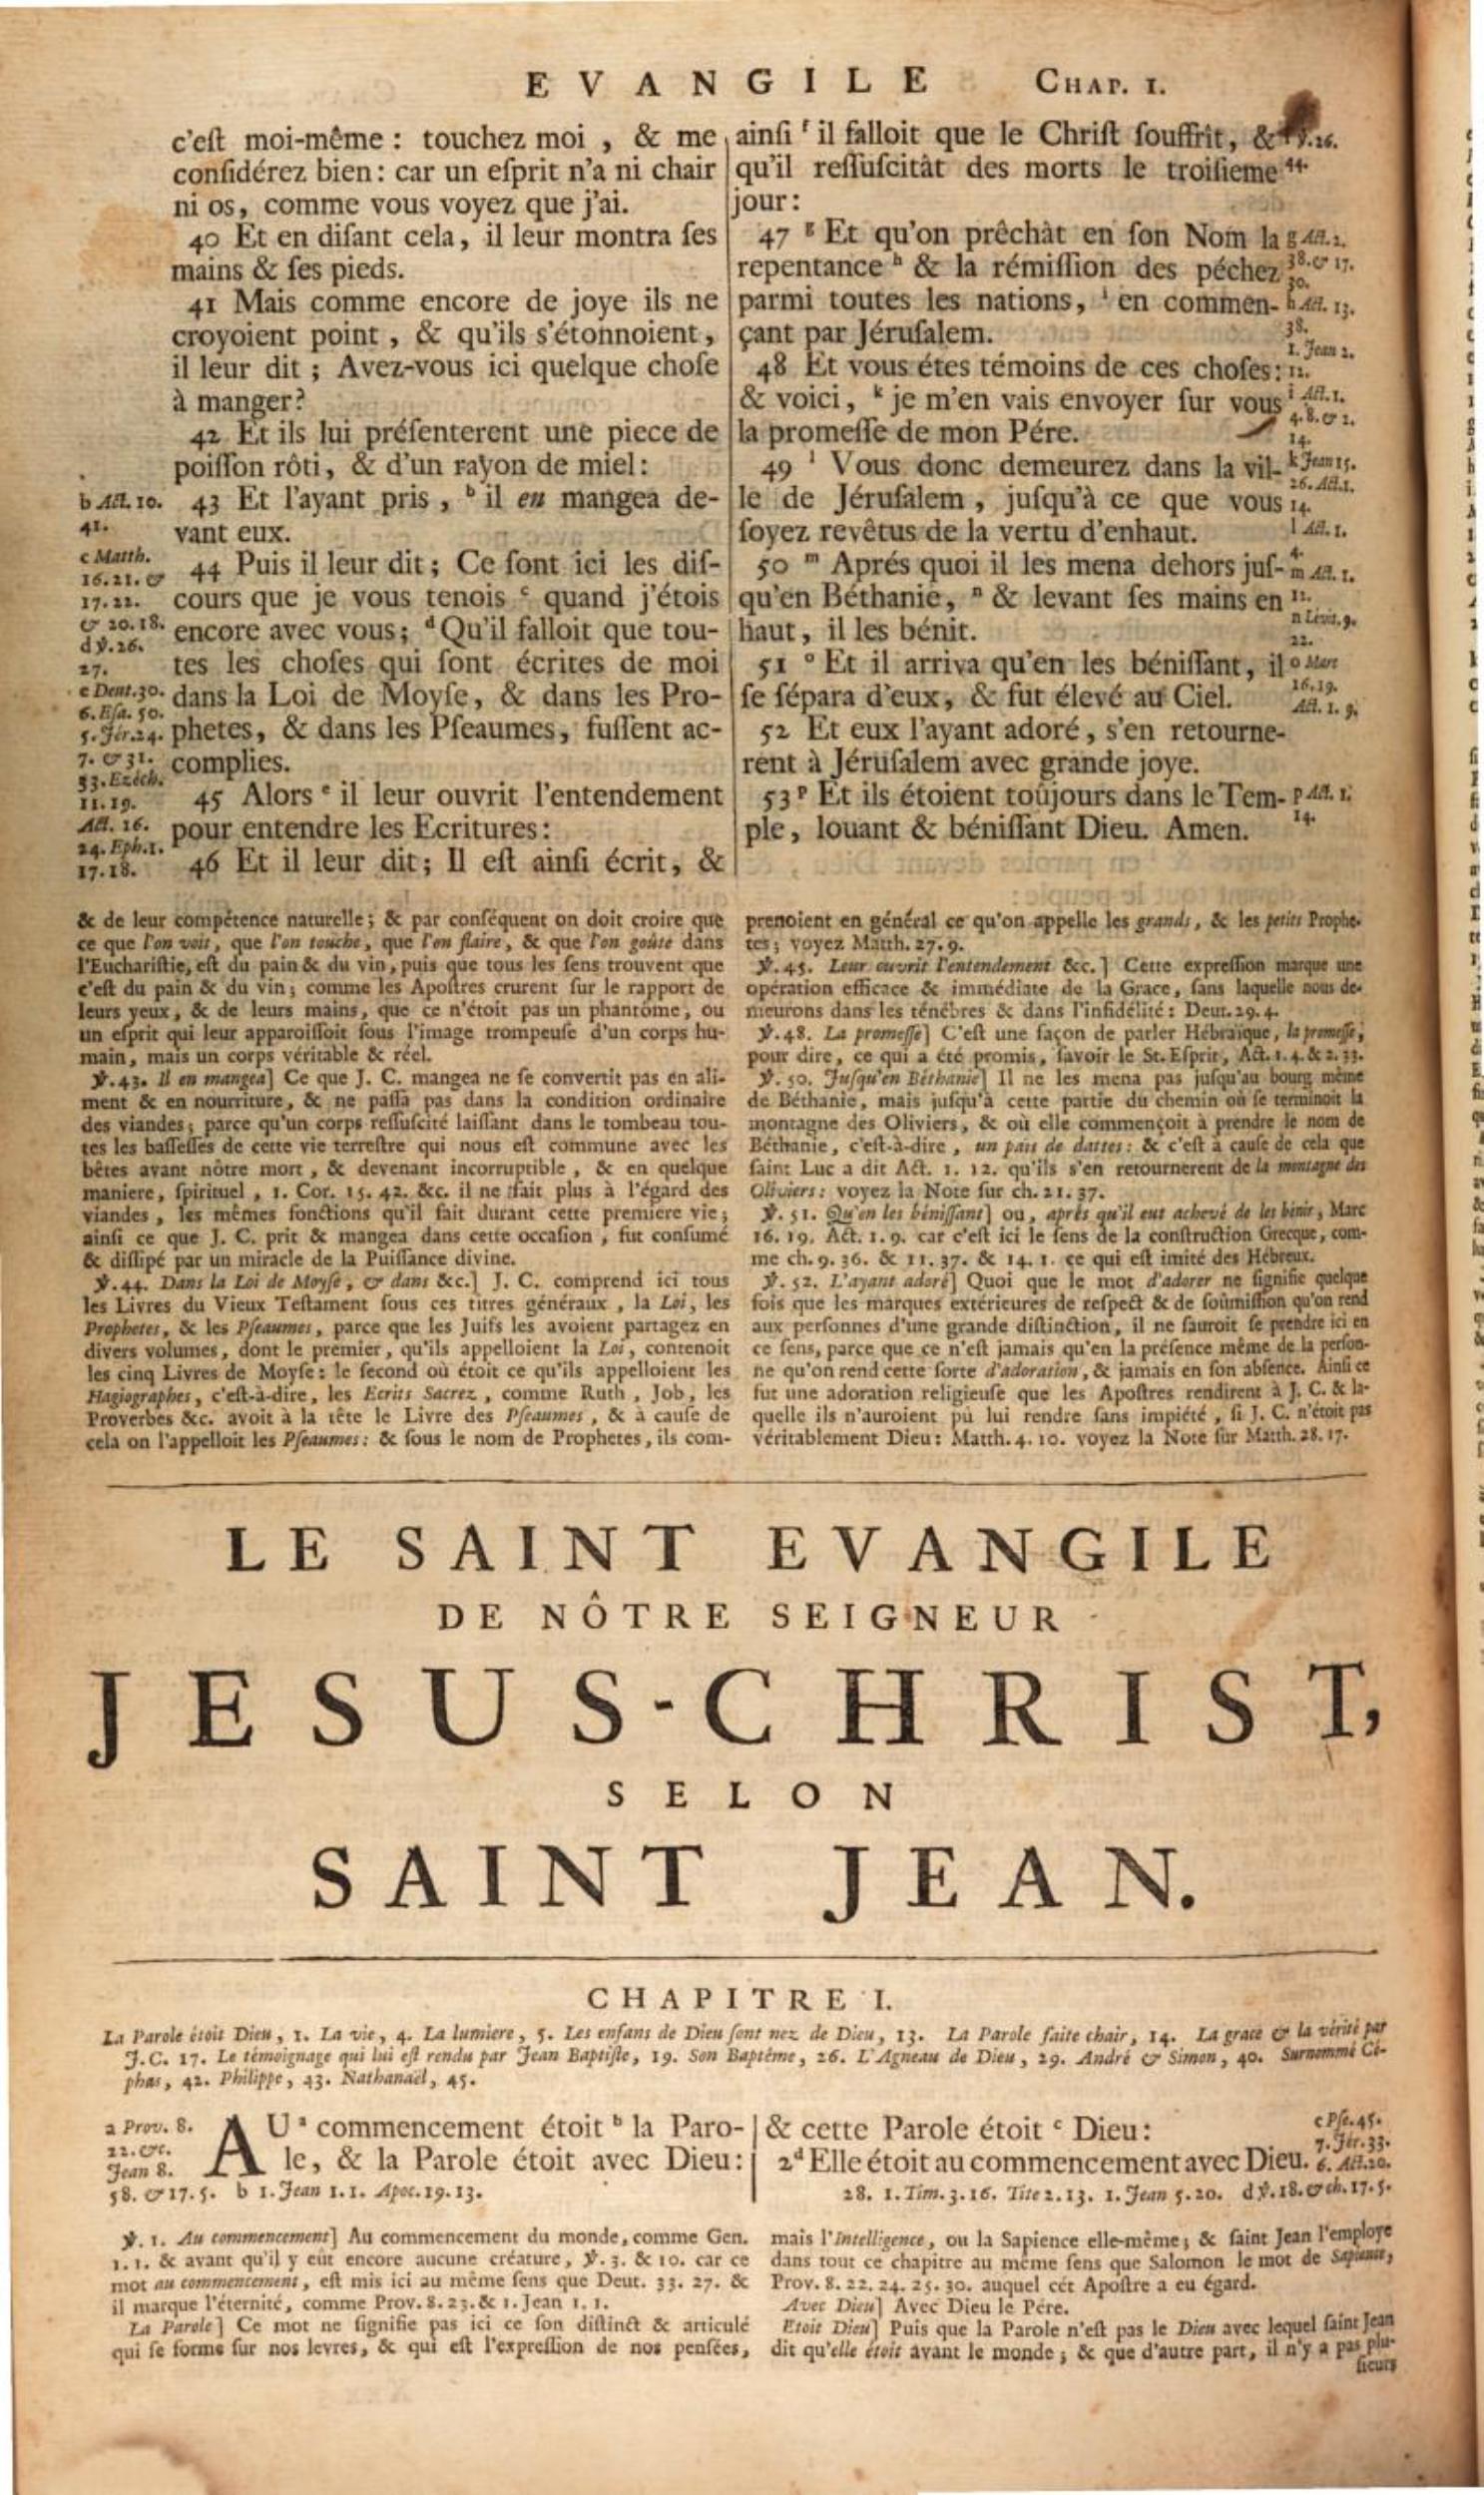 EVANGILE CHAP. I.
c'eſt moi-même : touchez moi , & me
conſidérez bien : car un eſprit n'a ni chair
ni os, comme vous voyez que j'ai.
40 Et en diſant cela, il leur montra ſes
mains & ſes pieds.
41 Mais comme encore de joye ils ne
croyoient point , & qu'ils s'étonnoient,
il leur dit ; Avez-vous ici quelque choſe
à manger?
42 Et ils lui préſenterent une piece de
poiſſon rôti, & d'un rayon de miel :
43 Et l'ayant pris , b il en mangea de-
vant eux.
44 Puis il leur dit ; Ce ſont ici les diſ-
cours que je vous tenois c quand j'étois
encore avec vous ; d Qu'il falloit que tou-
tes les choſes qui ſont écrites de moi
dans la Loi de Moyſe, & dans les Pro-
phetes, & dans les Pſeaumes, fuſſent ac-
complies.
45 Alors e il leur ouvrit l'entendement
pour entendre les Ecritures :
46 Et il leur dit ; Il eſt ainſi écrit, &
b Act. 10.
41.
c Matth.
16.21. &
17.22.
& 20.18.
d ℣.26.
27.
e Deut.30.
6. Eſa. 50.
5. Jér.24.
7. & 31.
33. Ezéch.
11.19.
Act. 16.
24. Eph.1.
17.18.
ainſi f il falloit que le Chriſt ſouffrît, &
qu'il reſſuſcitât des morts le troiſieme
jour :
47 g Et qu'on prêchât en ſon Nom la
repentance h & la rémiſſion des péchez
parmi toutes les nations, i en commen-
çant par Jéruſalem.
48 Et vous étes témoins de ces choſes :
& voici, k je m'en vais envoyer ſur vous
la promeſſe de mon Pére.
49 l Vous donc demeurez dans la vil-
le de Jéruſalem , juſqu'à ce que vous
ſoyez revêtus de la vertu d'enhaut.
50 m Aprés quoi il les mena dehors juſ-
qu'en Béthanie, n & levant ſes mains en
haut, il les bénit.
51 o Et il arriva qu'en les béniſſant, il
ſe ſépara d'eux, & fut élevé au Ciel.
52 Et eux l'ayant adoré, s'en retourne-
rent à Jéruſalem avec grande joye.
53 p Et ils étoient toûjours dans le Tem-
ple, louant & béniſſant Dieu. Amen.
℣.26.
44.
g Act. 2.
38. & 17.
30.
h Act. 13.
38.
1. Jean 2.
12.
i Act. 1.
4. 8. & 2.
14.
k Jean 15.
26. Act.1.
14.
l Act. 1.
4.
m Act. 1.
12.
n Lévit. 9.
22.
o Marc
16.19.
Act. 1. 9.
p Act. 1.
14.
& de leur compétence naturelle ; & par conſéquent on doit croire que
ce que l'on voit, que l'on touche, que l'on flaire, & que l'on goûte dans
l'Euchariſtie, eſt du pain & du vin, puis que tous les ſens trouvent que
c'eſt du pain & du vin ; comme les Apoſtres crurent ſur le rapport de
leurs yeux, & de leurs mains, que ce n'étoit pas un phantôme, ou
un eſprit qui leur apparoiſſoit ſous l'image trompeuſe d'un corps hu-
main, mais un corps véritable & réel.
℣. 43. Il en mangea] Ce que J. C. mangea ne ſe convertit pas en ali-
ment & en nourriture, & ne paſſa pas dans la condition ordinaire
des viandes ; parce qu'un corps reſſuſcité laiſſant dans le tombeau tou-
tes les baſſeſſes de cette vie terreſtre qui nous eſt commune avec les
bêtes avant nôtre mort , & devenant incorruptible , & en quelque
maniere, ſpirituel , 1. Cor. 15. 42. &c. il ne fait plus à l'égard des
viandes , les mêmes fonctions qu'il fait durant cette premiere vie ;
ainſi ce que J. C. prit & mangea dans cette occaſion , fut conſumé
& diſſipé par un miracle de la Puiſſance divine.
℣. 44. Dans la Loi de Moyſe, & dans &c.] J. C. comprend ici tous
les Livres du Vieux Teſtament ſous ces titres généraux , la Loi, les
Prophetes, & les Pſeaumes, parce que les Juifs les avoient partagez en
divers volumes, dont le premier, qu'ils appelloient la Loi, contenoit
les cinq Livres de Moyſe : le ſecond où étoit ce qu'ils appelloient les
Hagiographes, c'eſt-à-dire, les Ecrits Sacrez , comme Ruth , Job, les
Proverbes &c. avoit à la tête le Livre des Pſeaumes , & à cauſe de
cela on l'appelloit les Pſeaumes : & ſous le nom de Prophetes, ils com-
prenoient en général ce qu'on appelle les grands, & les petits Prophe-
tes ; voyez Matth. 27. 9.
℣. 45. Leur ouvrit l'entendement &c.] Cette expreſſion marque une
opération efficace & immédiate de la Grace, ſans laquelle nous de-
meurons dans les ténébres & dans l'infidélité : Deut. 29. 4.
℣. 48. La promeſſe] C'eſt une façon de parler Hébraïque, la promeſſe,
pour dire, ce qui a été promis, ſavoir le St. Eſprit, Act. 1. 4. & 2. 33.
℣. 50. Juſqu'en Béthanie] Il ne les mena pas juſqu'au bourg même
de Béthanie, mais juſqu'à cette partie du chemin où ſe terminoit la
montagne des Oliviers, & où elle commençoit à prendre le nom de
Béthanie, c'eſt-à-dire, un païs de dattes : & c'eſt à cauſe de cela que
ſaint Luc a dit Act. 1. 12. qu'ils s'en retournerent de la montagne des
Oliviers : voyez la Note ſur ch. 21. 37.
℣. 51. Qu'en les béniſſant] ou, aprés qu'il eut achevé de les bénir, Marc
16. 19. Act. 1. 9. car c'eſt ici le ſens de la conſtruction Grecque, com-
me ch. 9. 36. & 11. 37. & 14. 1. ce qui eſt imité des Hébreux.
℣. 52. L'ayant adoré] Quoi que le mot d'adorer ne ſignifie quelque
fois que les marques extérieures de reſpect & de ſoûmiſſion qu'on rend
aux perſonnes d'une grande diſtinction, il ne ſauroit ſe prendre ici en
ce ſens, parce que ce n'eſt jamais qu'en la préſence même de la perſon-
ne qu'on rend cette ſorte d'adoration, & jamais en ſon abſence. Ainſi ce
fut une adoration religieuſe que les Apoſtres rendirent à J. C. & la-
quelle ils n'auroient pû lui rendre ſans impiété , ſi J. C. n'étoit pas
véritablement Dieu : Matth. 4. 10. voyez la Note ſur Matth. 28. 17.
LE SAINT EVANGILE
DE NÔTRE SEIGNEUR
JESUS-CHRIST,
SELON
SAINT JEAN.
CHAPITRE I.
La Parole étoit Dieu, 1. La vie, 4. La lumiere, 5. Les enfans de Dieu ſont nez de Dieu, 13. La Parole faite chair, 14. La grace & la vérité par
J. C. 17. Le témoignage qui lui eſt rendu par Jean Baptiſte, 19. Son Baptême, 26. L'Agneau de Dieu, 29. André & Simon, 40. Surnommé Cé-
phas, 42. Philippe, 43. Nathanaël, 45.
a Prov. 8.
22. &c.
Jean 8.
58. & 17. 5. b 1. Jean 1. 1. Apoc. 19. 13.
AU a commencement étoit b la Paro-
le, & la Parole étoit avec Dieu :
& cette Parole étoit c Dieu :
2 d Elle étoit au commencement avec Dieu.
c Pſe. 45.
7. Jér. 33.
6. Act. 20.
28. 1. Tim. 3. 16. Tite 2. 13. 1. Jean 5. 20. d ℣. 18. & ch. 17. 5.
℣. 1. Au commencement] Au commencement du monde, comme Gen.
1. 1. & avant qu'il y eût encore aucune créature, ℣. 3. & 10. car ce
mot au commencement, eſt mis ici au même ſens que Deut. 33. 27. &
il marque l'éternité, comme Prov. 8. 23. & 1. Jean 1. 1.
La Parole] Ce mot ne ſignifie pas ici ce ſon diſtinct & articulé
qui ſe forme ſur nos levres, & qui eſt l'expreſſion de nos penſées,
mais l'Intelligence, ou la Sapience elle-même ; & ſaint Jean l'employe
dans tout ce chapitre au même ſens que Salomon le mot de Sapience,
Prov. 8. 22. 24. 25. 30. auquel cét Apoſtre a eu égard.
Avec Dieu] Avec Dieu le Pére.
Etoit Dieu] Puis que la Parole n'eſt pas le Dieu avec lequel ſaint Jean
dit qu'elle étoit avant le monde ; & que d'autre part, il n'y a pas plu-
ſieurs